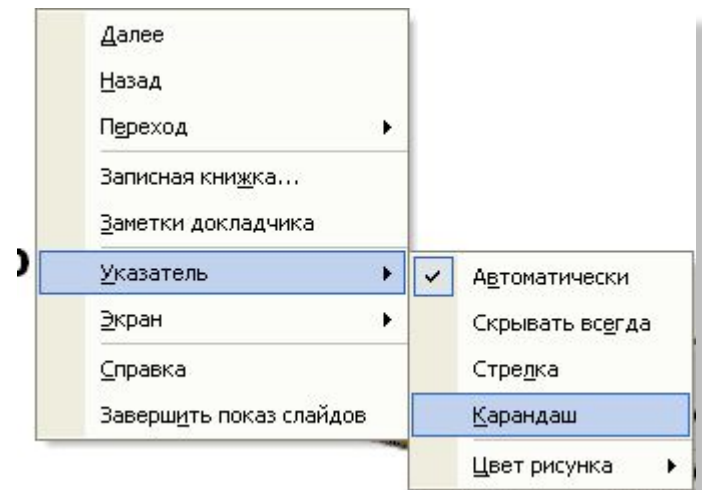 Далее
Назад
Переход
Записная книжка...
Заметки докладчика
Указатель
Экран
Справка
Завершить показ слайдов
Автоматически
Скрывать всегда
Стрелка
Карандаш
Цвет рисунка